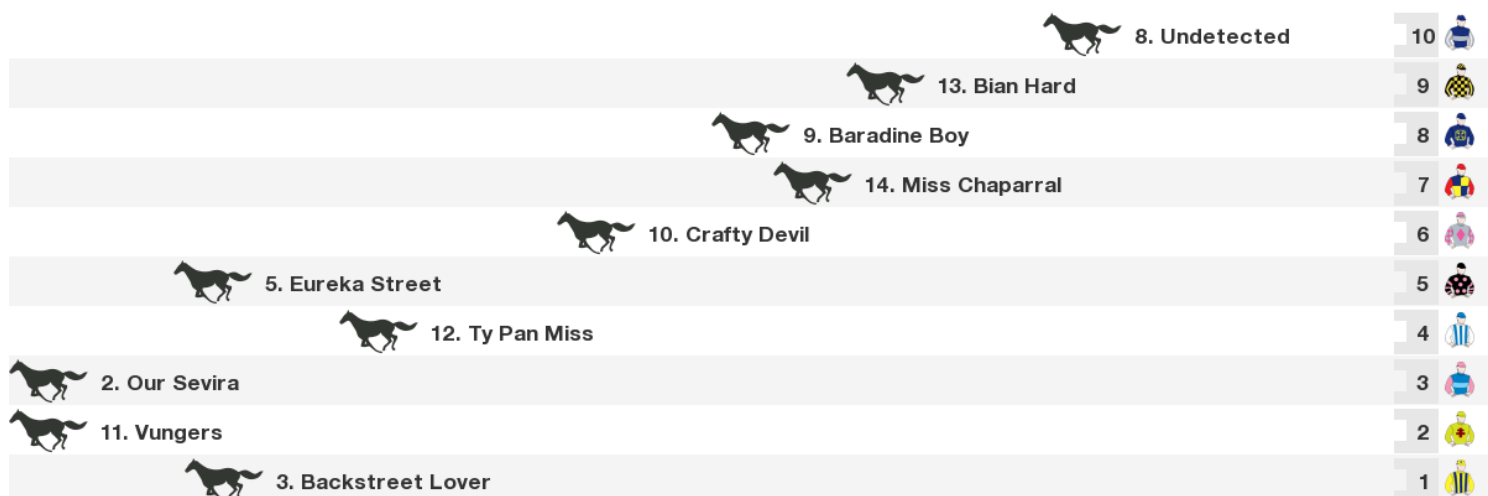 8. Undetected 10
13. Bian Hard 9
9. Baradine Boy 8
14. Miss Chaparral 7
10. Crafty Devil 6
5. Eureka Street 5
12. Ty Pan Miss 4
2. Our Sevira 3
11. Vungers 2
3. Backstreet Lover 1